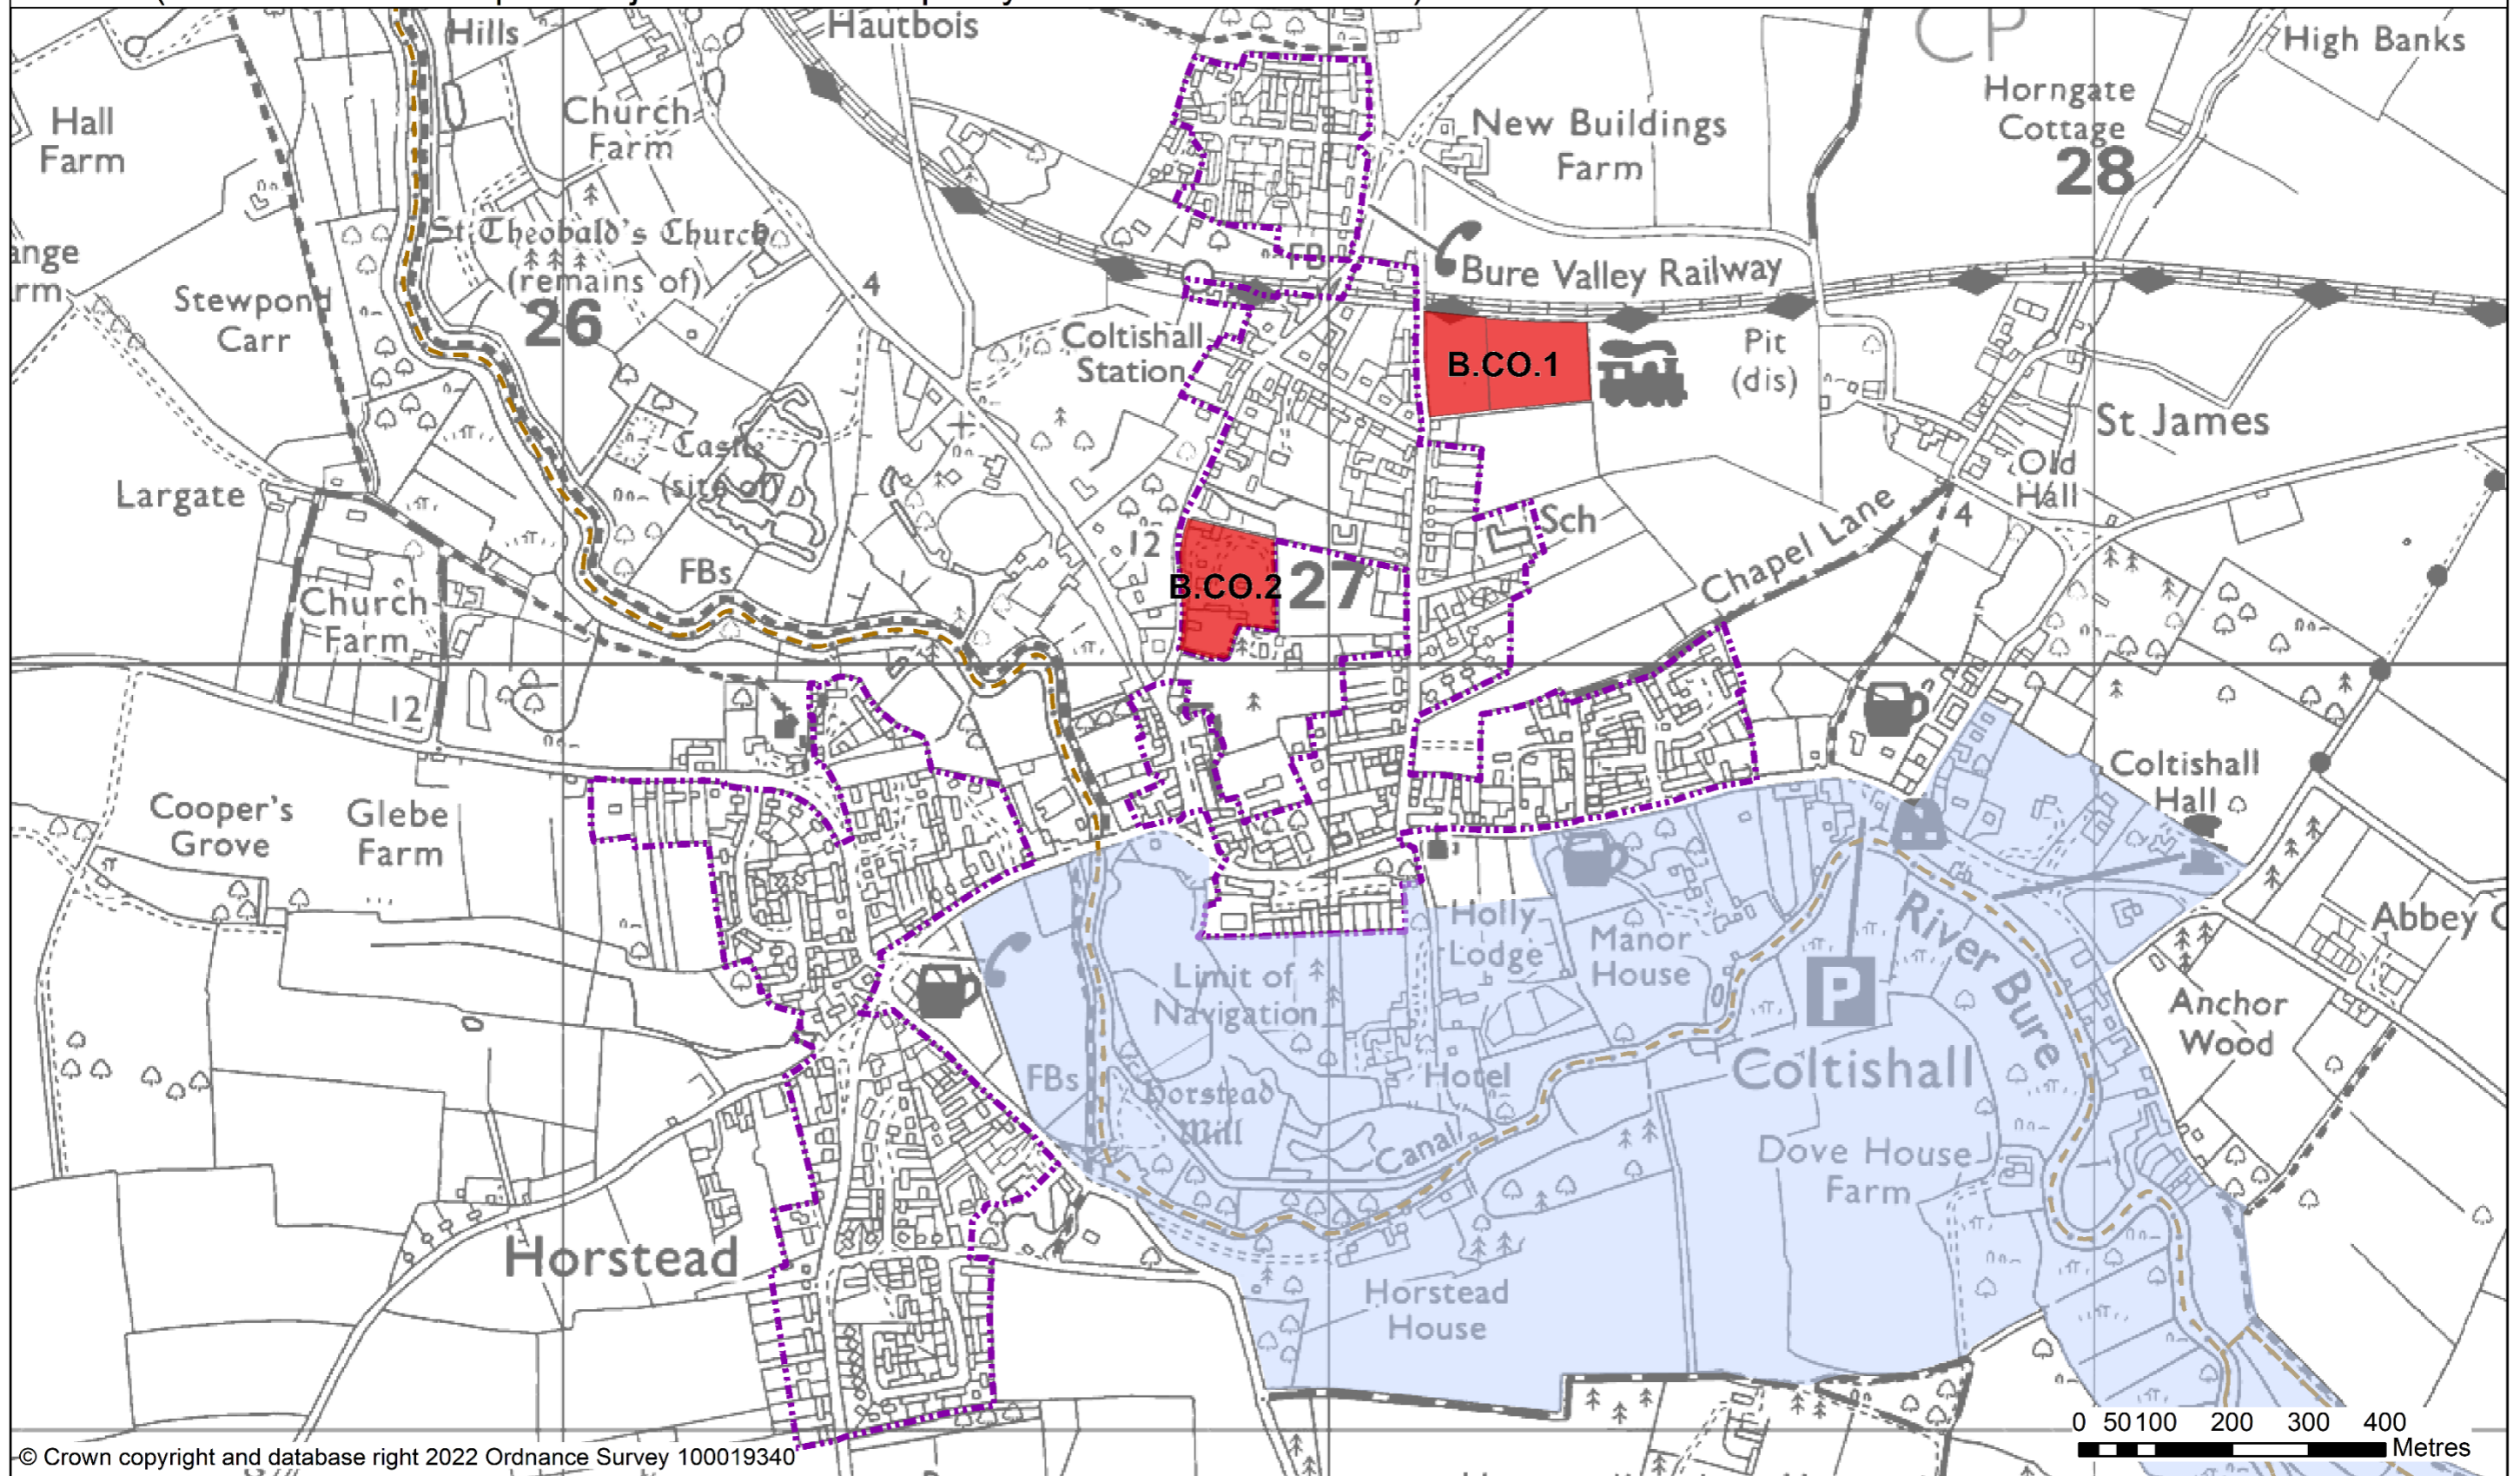 Hautbois
Hills
CP
High Banks
Horngate
Cottage
28
Hall
Farm
Church
Farm
New Buildings
Farm
St Theobald's Church
(remains of)
26
4
FB
Bure Valley Railway
Stewpond
Carr
Coltishall
Station
B.CO.1
Pit
(dis)
St James
Castle
(site of)
Largate
Old
Hall
Sch
4
12
Chapel Lane
FBs
B.CO.2
27
Church
Farm
12
Cooper's
Grove
Glebe
Farm
Coltishall
Hall
Holly
Lodge
Manor
House
River Bure
Abbey
Limit of
Navigation
P
Anchor
Wood
FBs
Horstead
Mill
Hotel
Coltishall
Canal
Dove House
Farm
Horstead
Horstead
House
0 50 100 200 300 400
Metres
© Crown copyright and database right 2022 Ordnance Survey 100019340